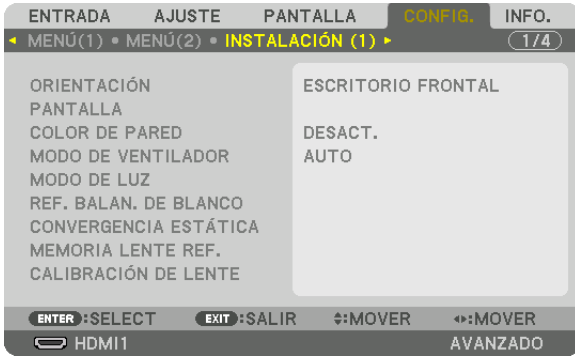 ENTRADA AJUSTE PANTALLA CONFIG. INFO.
MENÚ(1) • MENÚ(2) • INSTALACIÓN (1) 1/4
ORIENTACIÓN ESCRITORIO FRONTAL
PANTALLA
COLOR DE PARED DESACT.
MODO DE VENTILADOR AUTO
MODO DE LUZ
REF. BALAN. DE BLANCO
CONVERGENCIA ESTÁTICA
MEMORIA LENTE REF.
CALIBRACIÓN DE LENTE
ENTER :SELECT EXIT :SALIR :MOVER :MOVER
HDMI1 AVANZADO